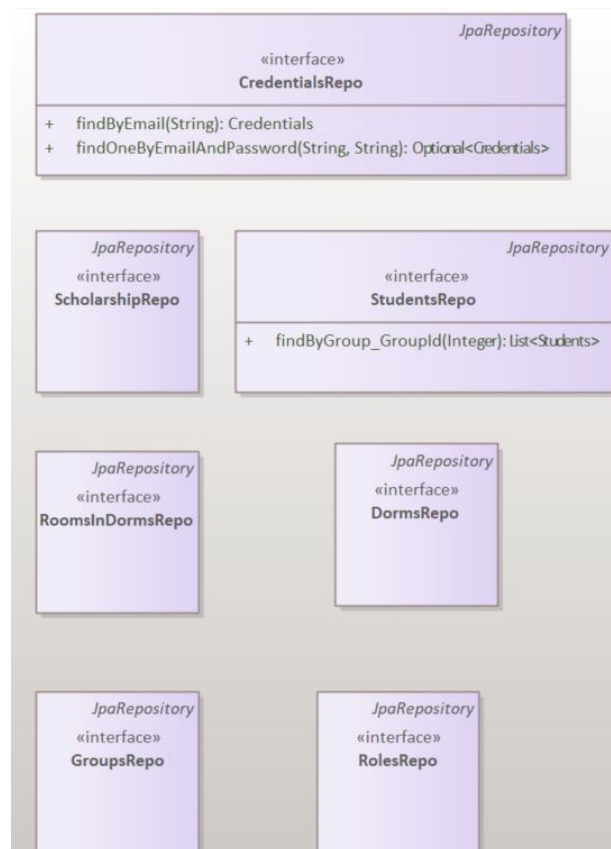 JpaRepository
«interface»
CredentialsRepo
+ findByEmail(String): Credentials
+ findOneByEmailAndPassword(String, String): Optional<Credentials>
JpaRepository
«interface»
ScholarshipRepo
JpaRepository
«interface»
StudentsRepo
+ findByGroup_GroupId(Integer): List<Students>
JpaRepository
«interface»
RoomsInDormsRepo
JpaRepository
«interface»
DormsRepo
JpaRepository
«interface»
GroupsRepo
JpaRepository
«interface»
RolesRepo